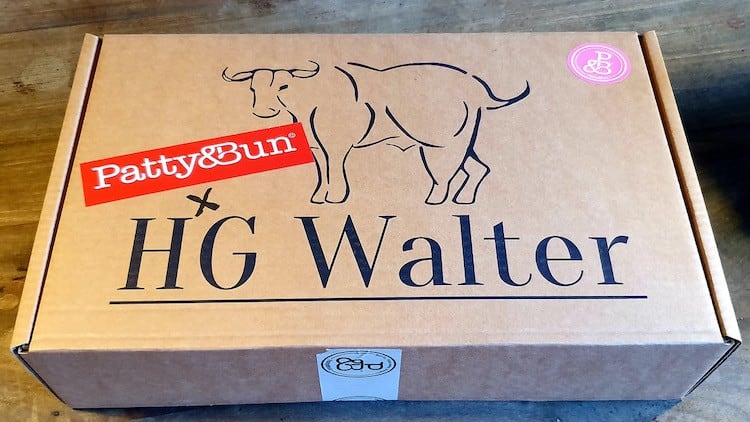 P&B
Patty&Bun®
x
HG Walter
P&B